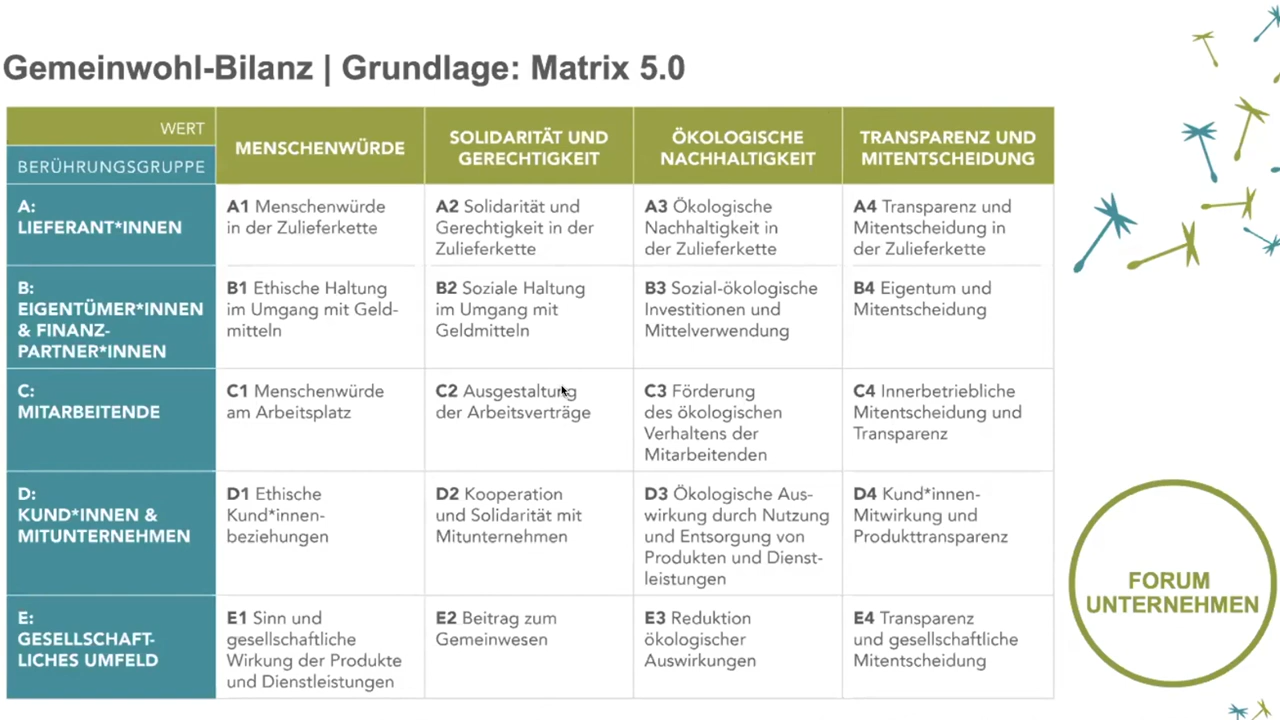 Gemeinwohl-Bilanz | Grundlage: Matrix 5.0
WERT
BERÜHRUNGSGRUPPE
MENSCHENWÜRDE
SOLIDARITÄT UND
GERECHTIGKEIT
ÖKOLOGISCHE
NACHHALTIGKEIT
TRANSPARENZ UND
MITENTSCHEIDUNG
A:
LIEFERANT*INNEN
A1 Menschenwürde
in der Zulieferkette
A2 Solidarität und
Gerechtigkeit in der
Zulieferkette
A3 Ökologische
Nachhaltigkeit in
der Zulieferkette
A4 Transparenz und
Mitentscheidung in
der Zulieferkette
B:
EIGENTÜMER*INNEN
& FINANZ-
PARTNER*INNEN
B1 Ethische Haltung
im Umgang mit Geld-
mitteln
B2 Soziale Haltung
im Umgang mit
Geldmitteln
B3 Sozial-ökologische
Investitionen und
Mittelverwendung
B4 Eigentum und
Mitentscheidung
C:
MITARBEITENDE
C1 Menschenwürde
am Arbeitsplatz
C2 Ausgestaltung
der Arbeitsverträge
C3 Förderung
des ökologischen
Verhaltens der
Mitarbeitenden
C4 Innerbetriebliche
Mitentscheidung und
Transparenz
D:
KUND*INNEN &
MITUNTERNEHMEN
D1 Ethische
Kund*innen-
beziehungen
D2 Kooperation
und Solidarität mit
Mitunternehmen
D3 Ökologische Aus-
wirkung durch Nutzung
und Entsorgung von
Produkten und Dienst-
leistungen
D4 Kund*innen-
Mitwirkung und
Produkttransparenz
E:
GESELLSCHAFT-
LICHES UMFELD
E1 Sinn und
gesellschaftliche
Wirkung der Produkte
und Dienstleistungen
E2 Beitrag zum
Gemeinwesen
E3 Reduktion
ökologischer
Auswirkungen
E4 Transparenz
und gesellschaftliche
Mitentscheidung
FORUM
UNTERNEHMEN